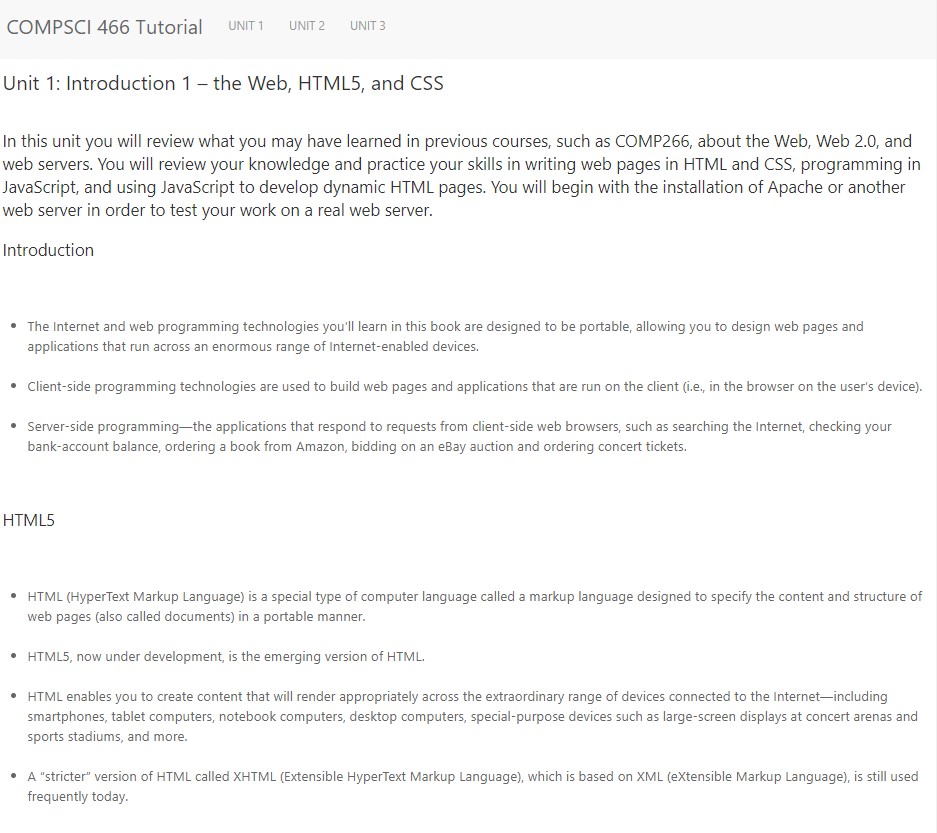 COMPSCI 466 Tutorial UNIT 1 UNIT 2 UNIT 3
Unit 1: Introduction 1 – the Web, HTML5, and CSS
In this unit you will review what you may have learned in previous courses, such as COMP266, about the Web, Web 2.0, and
web servers. You will review your knowledge and practice your skills in writing web pages in HTML and CSS, programming in
JavaScript, and using JavaScript to develop dynamic HTML pages. You will begin with the installation of Apache or another
web server in order to test your work on a real web server.
Introduction
• The Internet and web programming technologies you'll learn in this book are designed to be portable, allowing you to design web pages and
applications that run across an enormous range of Internet-enabled devices.
• Client-side programming technologies are used to build web pages and applications that are run on the client (i.e., in the browser on the user's device).
• Server-side programming—the applications that respond to requests from client-side web browsers, such as searching the Internet, checking your
bank-account balance, ordering a book from Amazon, bidding on an eBay auction and ordering concert tickets.
HTML5
• HTML (HyperText Markup Language) is a special type of computer language called a markup language designed to specify the content and structure of
web pages (also called documents) in a portable manner.
• HTML5, now under development, is the emerging version of HTML.
• HTML enables you to create content that will render appropriately across the extraordinary range of devices connected to the Internet—including
smartphones, tablet computers, notebook computers, desktop computers, special-purpose devices such as large-screen displays at concert arenas and
sports stadiums, and more.
• A “stricter” version of HTML called XHTML (Extensible HyperText Markup Language), which is based on XML (eXtensible Markup Language), is still used
frequently today.